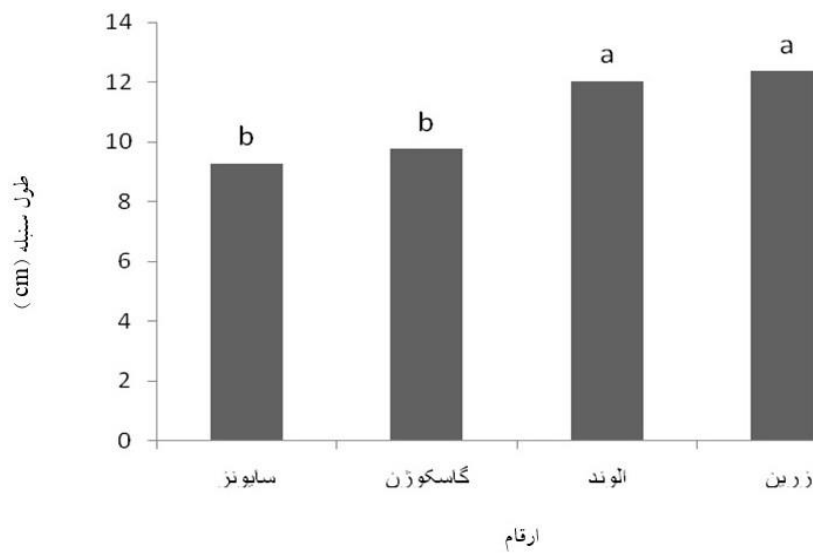 14
12
10
8
6
4
2
0
b
b
a
a
طول سنبله (cm)
سایونز
گاسکوژن
الوند
زرین
ارقام